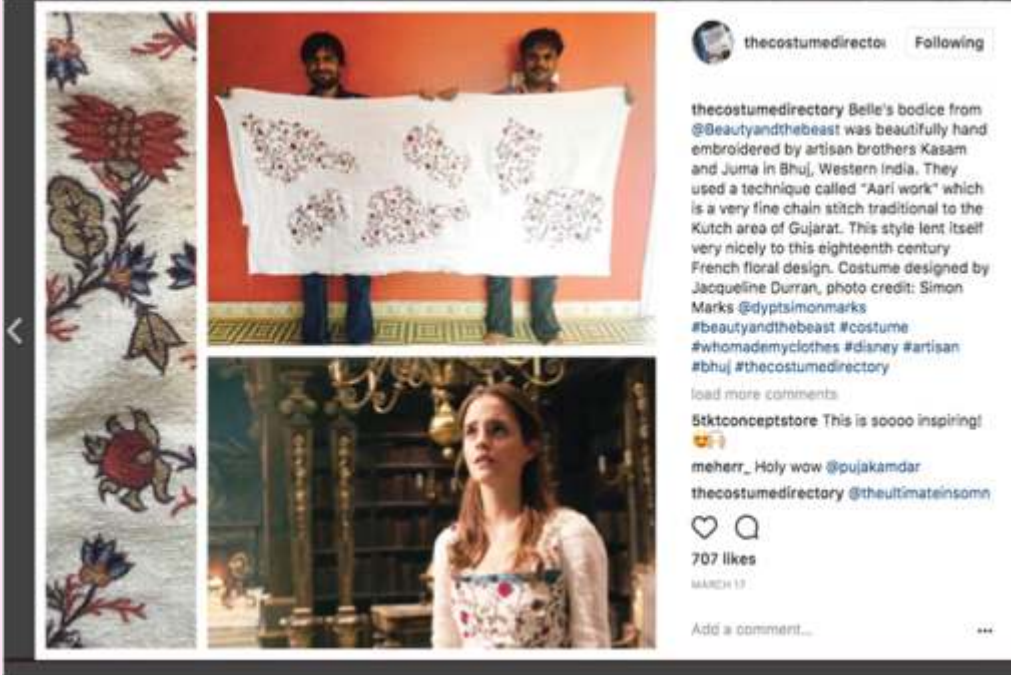 thecostumedirectol Following
thecostumedirectory Belle's bodice from
@Beautyandthebeast was beautifully hand
embroidered by artisan brothers Kasam
and Juma in Bhuj, Western India. They
used a technique called "Aari work" which
is a very fine chain stitch traditional to the
Kutch area of Gujarat. This style lent itself
very nicely to this eighteenth century
French floral design. Costume designed by
Jacqueline Durran, photo credit: Simon
Marks @dyptsimonmarks
#beautyandthebeast #costume
#whomademyclothes #disney #artisan
#bhuj #thecostumedirectory
load more comments
5tktconceptstore This is soooo inspiring!
😍🙌🏻
meherr_ Holy wow @pujakamdar
thecostumedirectory @theultimateinsomn
707 likes
MARCH 17
Add a comment...